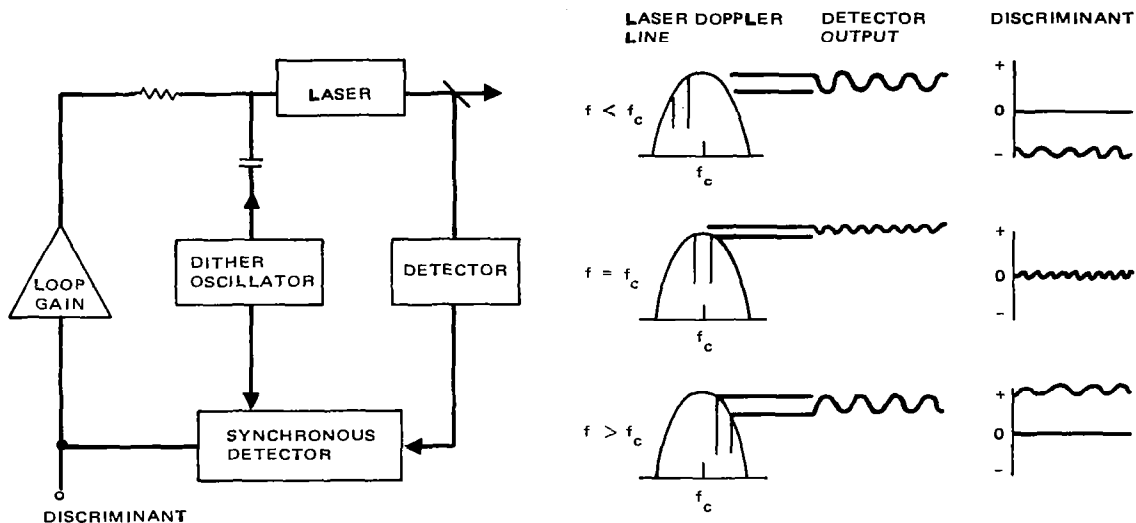 LASER
DITHER
OSCILLATOR
DETECTOR
LOOP
GAIN
SYNCHRONOUS
DETECTOR
DISCRIMINANT
LASER DOPPLER
LINE
DETECTOR
OUTPUT
DISCRIMINANT
f < fc
fc
+
0
-
f = fc
fc
+
0
-
f > fc
fc
+
0
-